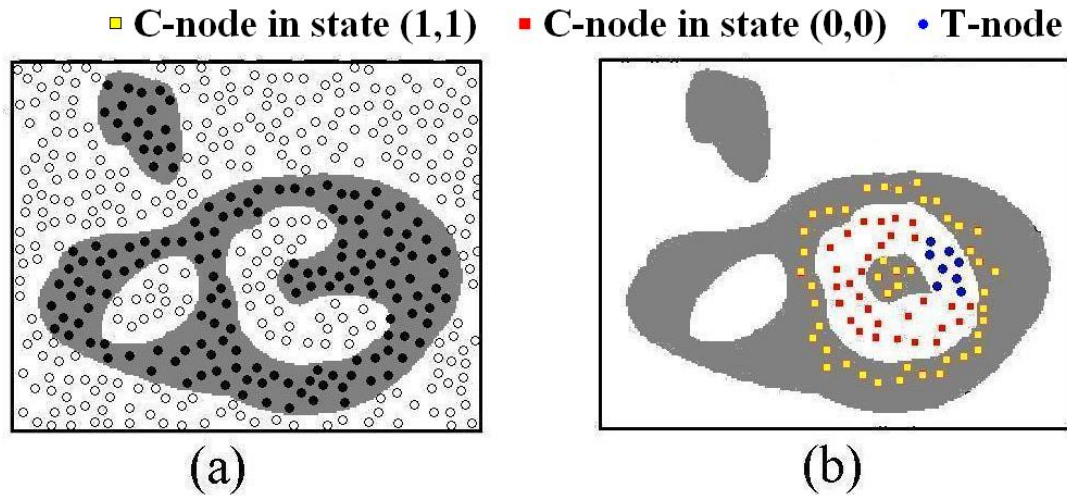 C-node in state (1,1) C-node in state (0,0) T-node
(a) (b)